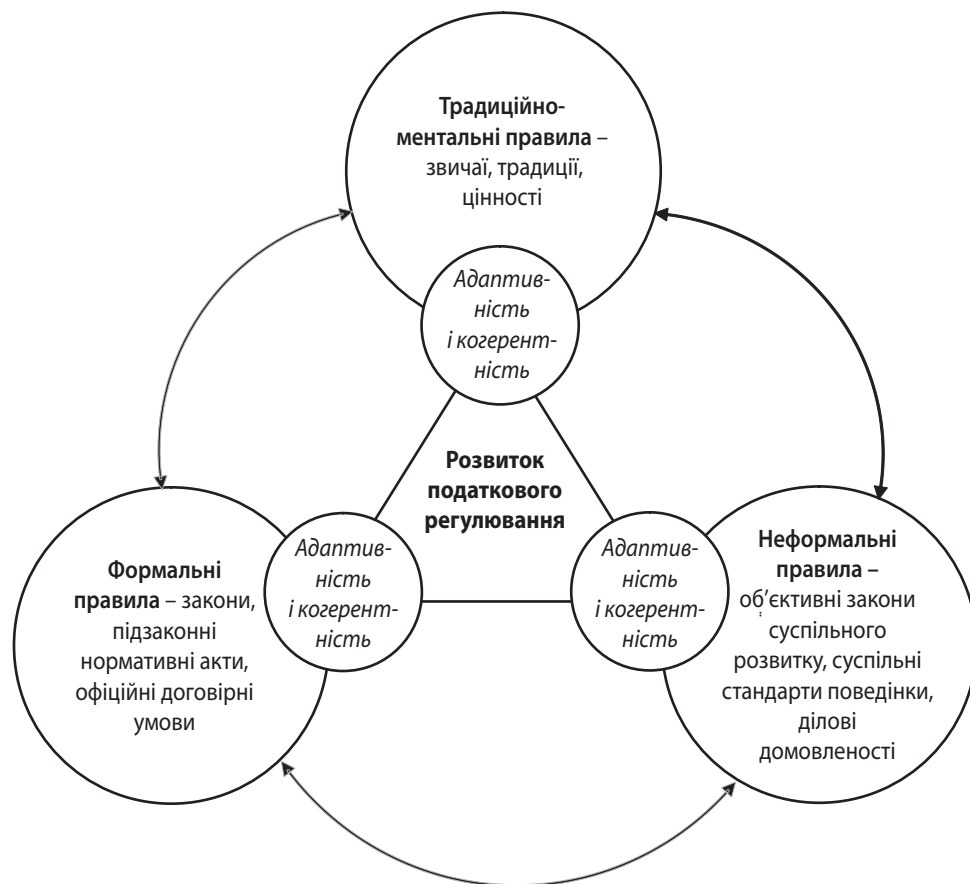 Традиційно-
ментальні правила –
звичаї, традиції,
цінності
Адаптив-
ність
і когерент-
ність
Розвиток
податкового
регулювання
Формальні
правила – закони,
підзаконні
нормативні акти,
офіційні договірні
умови
Адаптив-
ність
і когерент-
ність
Адаптив-
ність
і когерент-
ність
Неформальні
правила –
об’єктивні закони
суспільного
розвитку, суспільні
стандарти поведінки,
ділові
домовленості